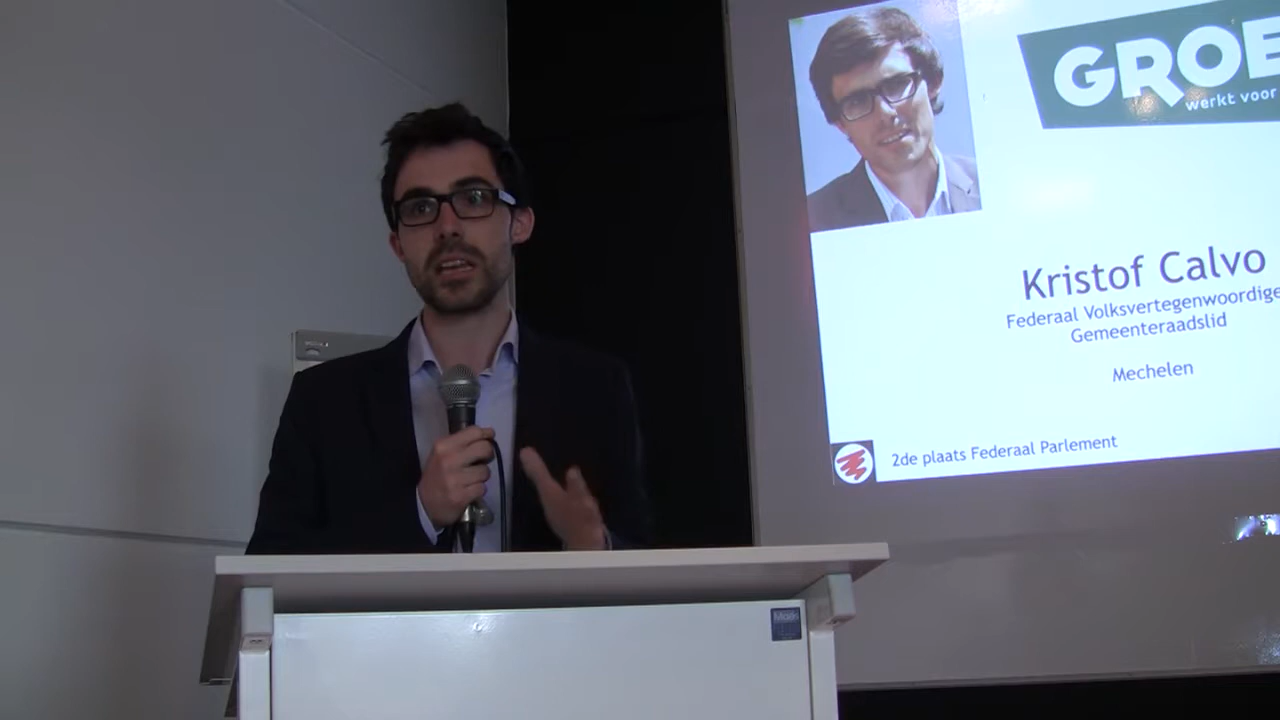 GROE
werkt voor
Kristof Calvo
Federaal Volksvertegenwoordige
Gemeenteraadslid
Mechelen
2de plaats Federaal Parlement